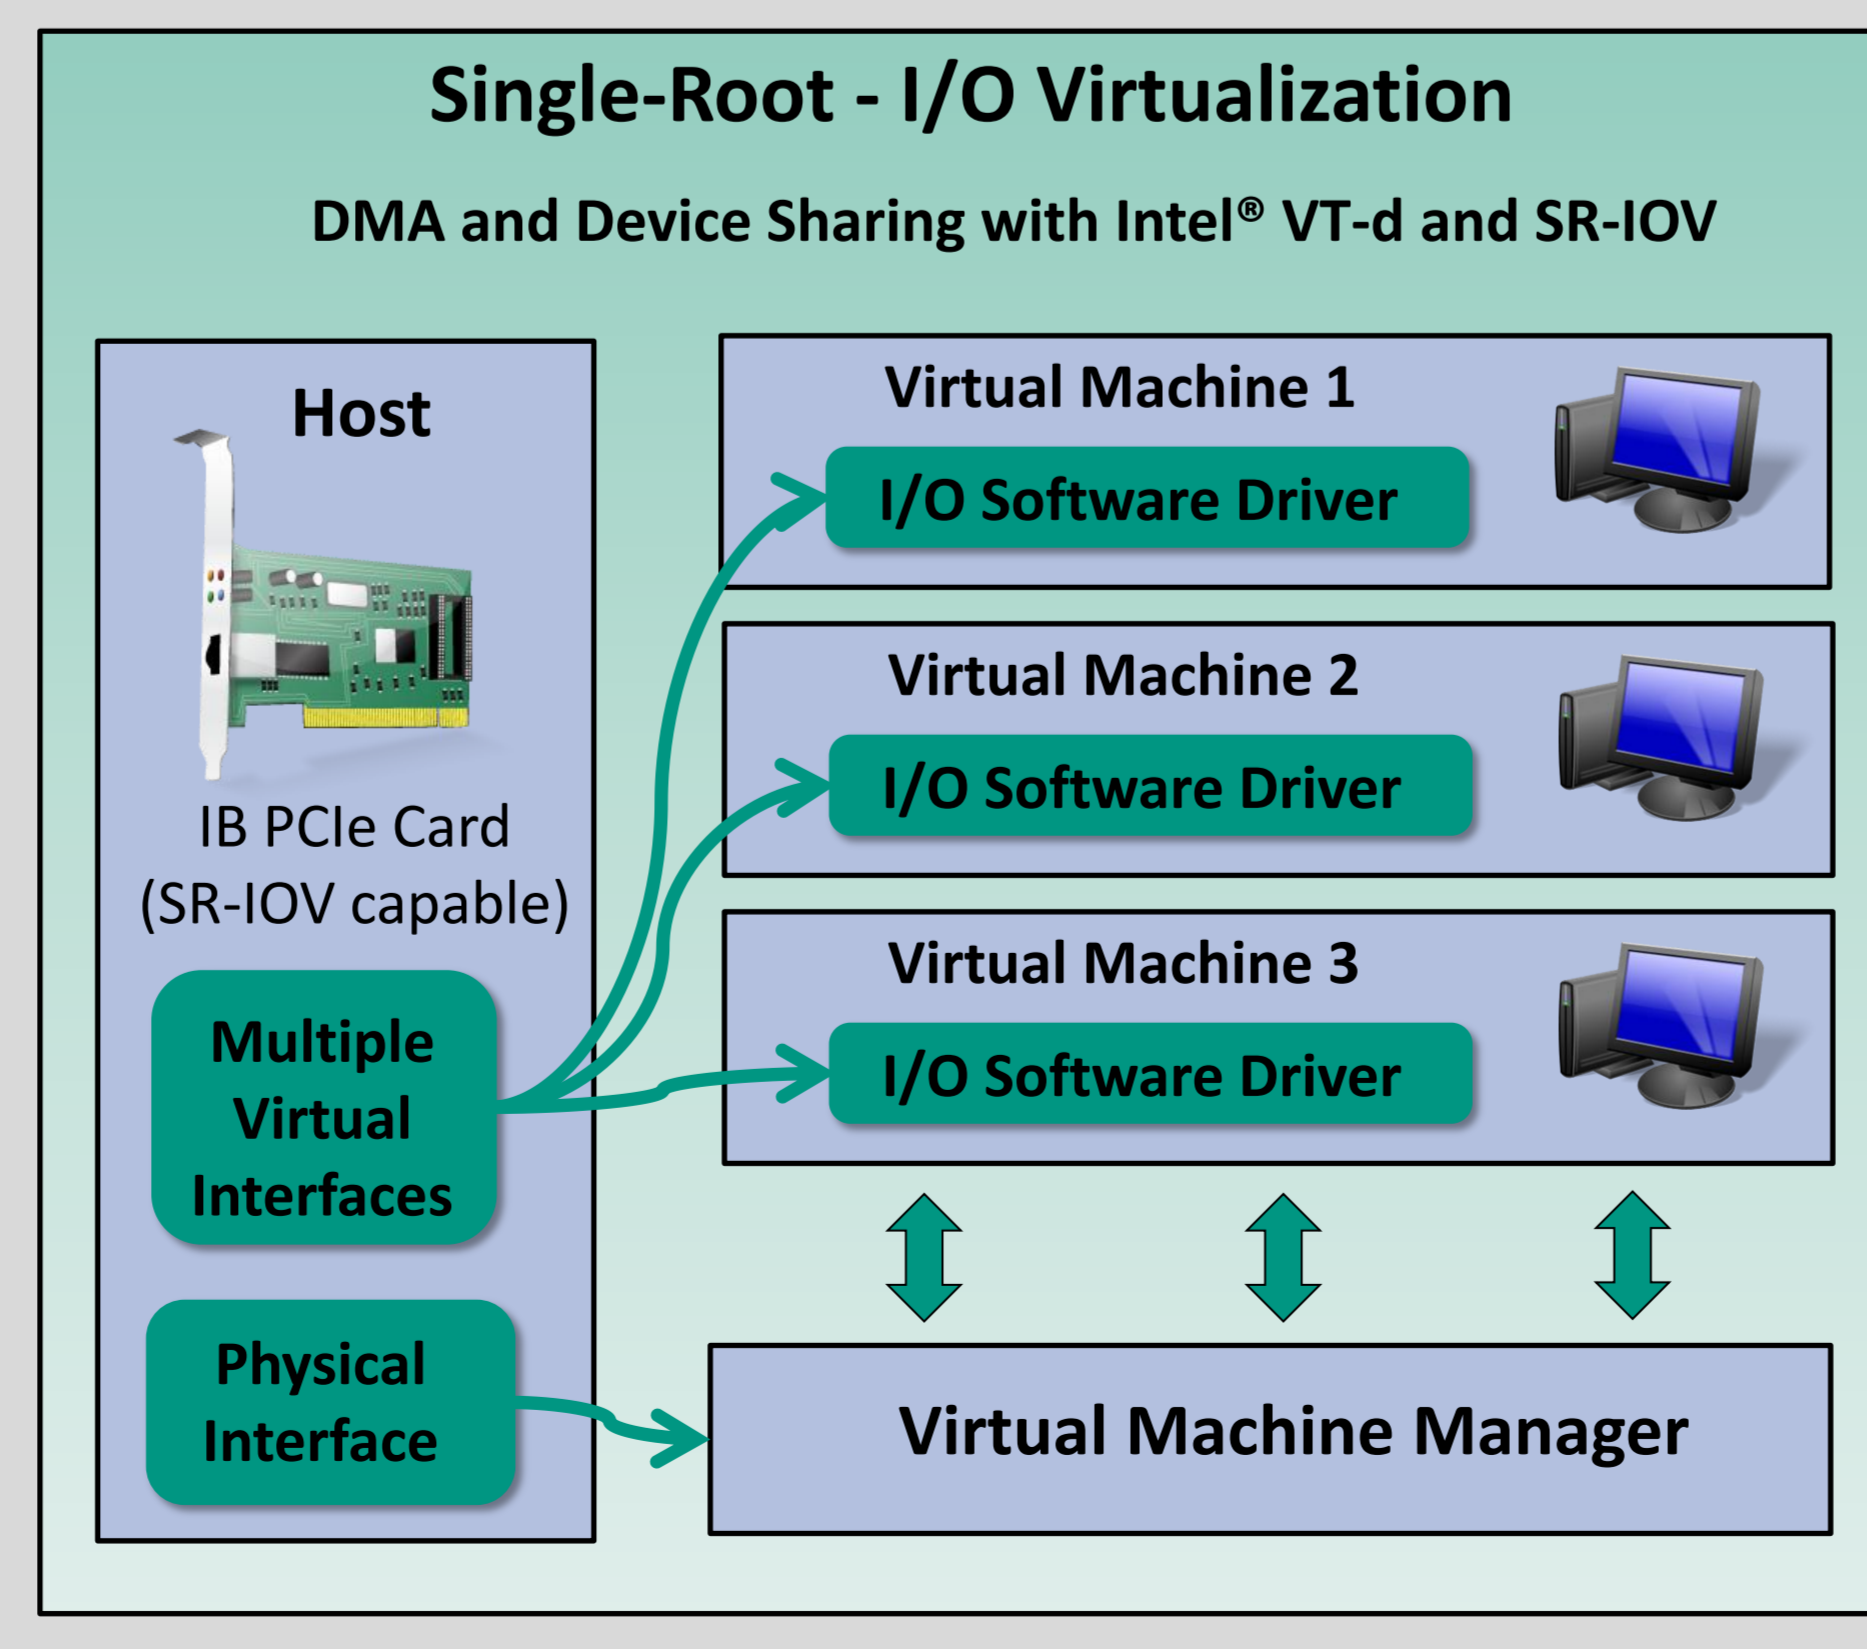 Single-Root - I/O Virtualization
DMA and Device Sharing with Intel® VT-d and SR-IOV
Host
IB PCIe Card
(SR-IOV capable)
Multiple
Virtual
Interfaces
Physical
Interface
Virtual Machine 1
I/O Software Driver
Virtual Machine 2
I/O Software Driver
Virtual Machine 3
I/O Software Driver
Virtual Machine Manager